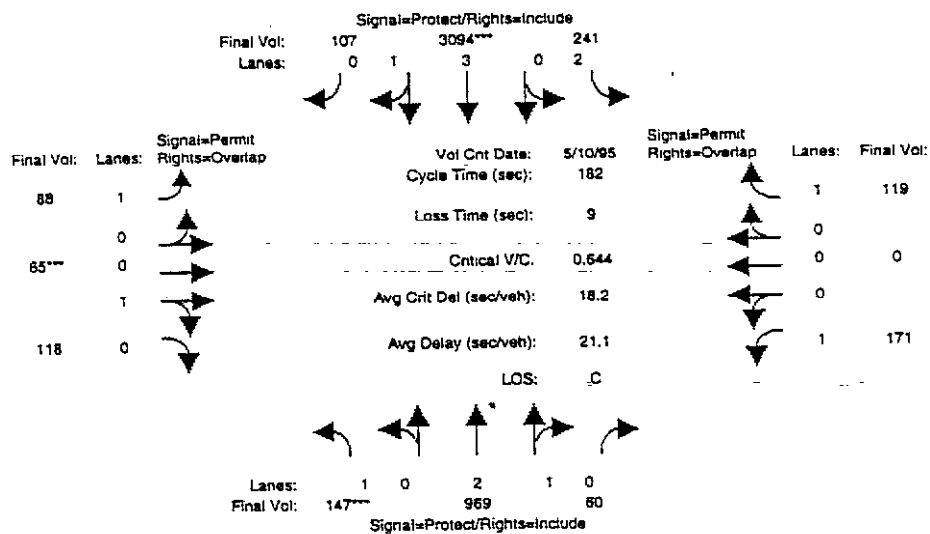 Signal=Protect/Rights=Include
Final Vol: 107 3094*** 241
Lanes: 0 1 3 0 2
Signal=Permit
Rights=Overlap
Final Vol: Lanes:
88 1
0
65*** 0
1
118 0
Vol Cnt Date: 5/10/95
Cycle Time (sec): 182
Loss Time (sec): 9
Critical V/C: 0.644
Avg Crit Del (sec/veh): 18.2
Avg Delay (sec/veh): 21.1
LOS: C
Signal=Permit
Rights=Overlap
Lanes: Final Vol:
1 119
0
0 0
0
1 171
Lanes: 1 0 2 1 0
Final Vol: 147*** 969 60
Signal=Protect/Rights=Include